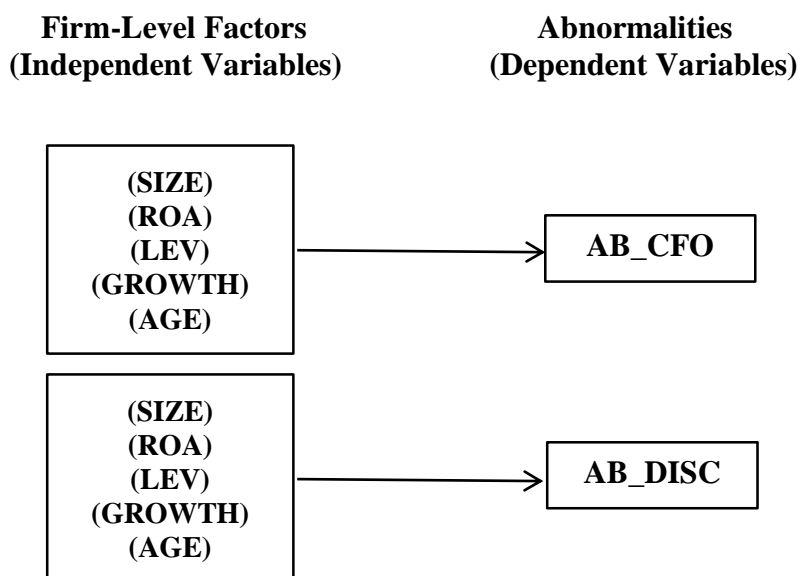 Firm-Level Factors
(Independent Variables)
Abnormalities
(Dependent Variables)
(SIZE)
(ROA)
(LEV)
(GROWTH)
(AGE)
AB_CFO
(SIZE)
(ROA)
(LEV)
(GROWTH)
(AGE)
AB_DISC